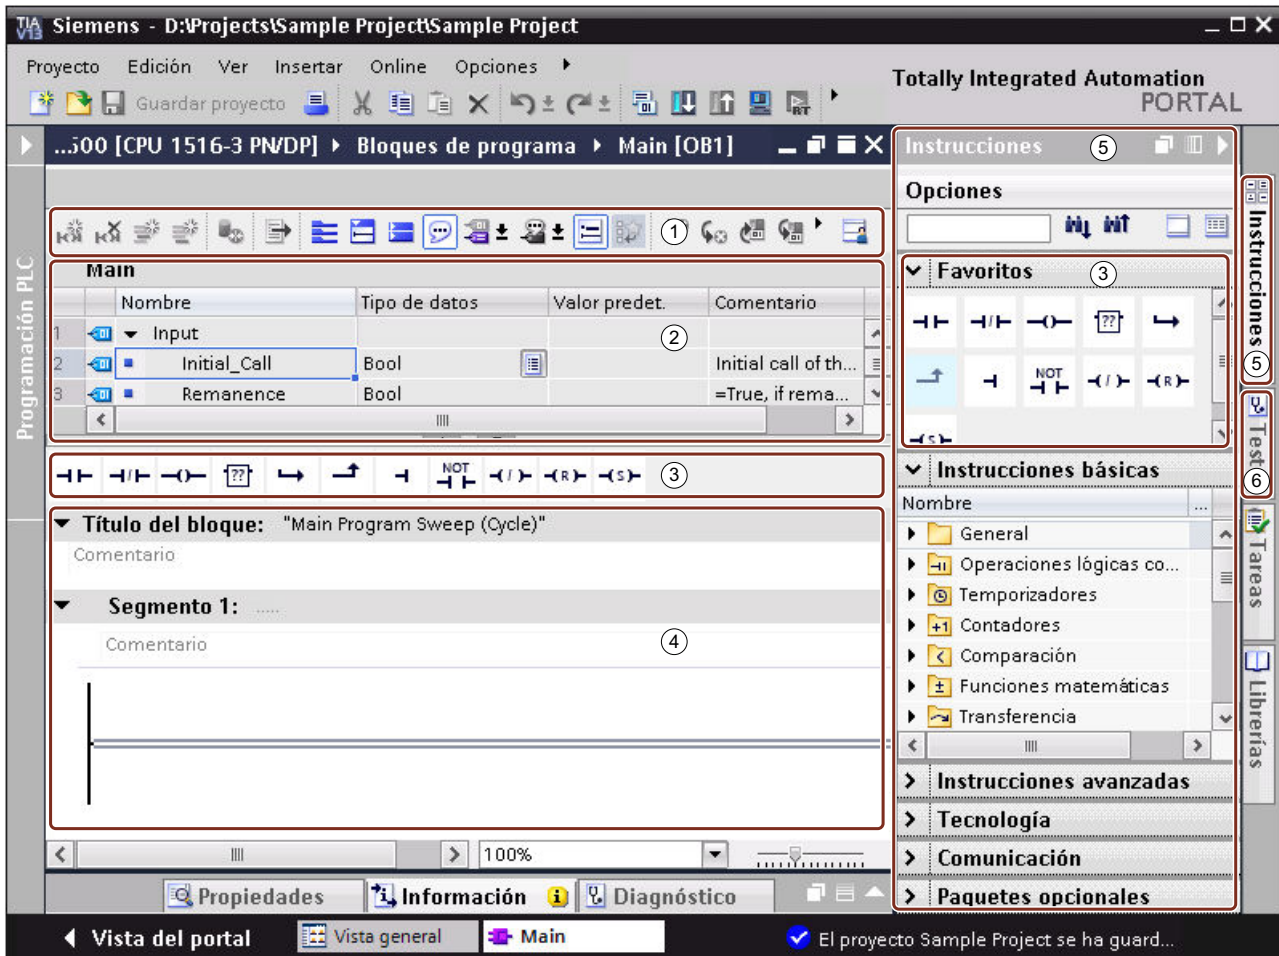 TIA V13 Siemens - D:\Projects\Sample Project\Sample Project
Proyecto Edición Ver Insertar Online Opciones
Guardar proyecto
Totally Integrated Automation
PORTAL
...500 [CPU 1516-3 PN/DP] Bloques de programa Main [OB1]
Programación PLC
1
Main
Nombre Tipo de datos Valor predet. Comentario
1 Input
2
2 Initial_Call Bool Initial call of th...
3 Remanence Bool =True, if rema...
?? NOT / R S 3
Título del bloque: "Main Program Sweep (Cycle)"
Comentario
Segmento 1: .....
Comentario
4
100%
Propiedades Información Diagnóstico
Instrucciones 5
Opciones
Favoritos 3
??
NOT / R
S
Instrucciones básicas
Nombre ...
General
Operaciones lógicas co...
Temporizadores
+1 Contadores
Comparación
Funciones matemáticas
Transferencia
Instrucciones avanzadas
Tecnología
Comunicación
Paquetes opcionales
Instrucciones
5
Test
6
Tareas
Librerías
Vista del portal Vista general Main El proyecto Sample Project se ha guard...